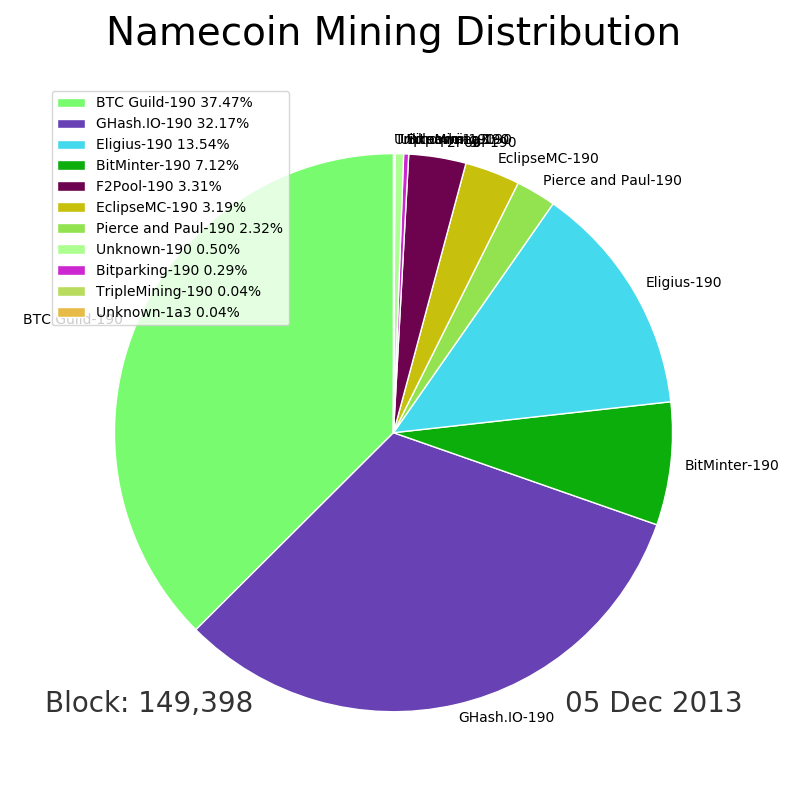 Namecoin Mining Distribution
BTC Guild-190 37.47%
GHash.IO-190 32.17%
Eligius-190 13.54%
BitMinter-190 7.12%
F2Pool-190 3.31%
EclipseMC-190 3.19%
Pierce and Paul-190 2.32%
Unknown-190 0.50%
Bitparking-190 0.29%
TripleMining-190 0.04%
Unknown-1a3 0.04%
EclipseMC-190
Pierce and Paul-190
Eligius-190
BTC Guild-190
BitMinter-190
GHash.IO-190
Block: 149,398
05 Dec 2013